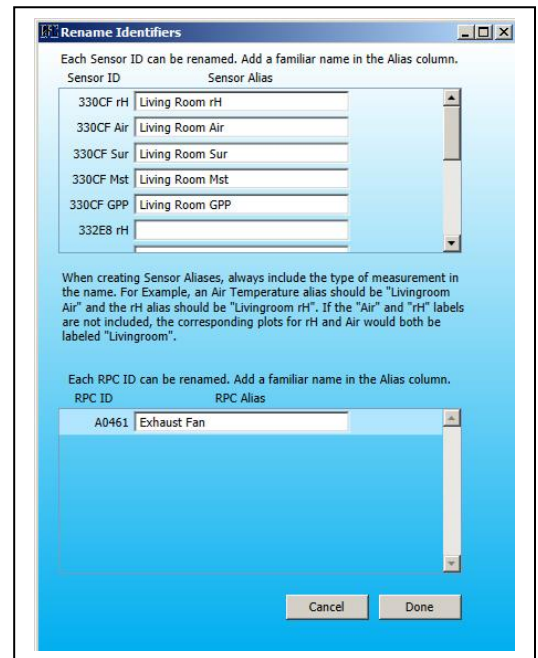 Rename Identifiers
Each Sensor ID can be renamed. Add a familiar name in the Alias column.
Sensor ID Sensor Alias
330CF rH Living Room rH
330CF Air Living Room Air
330CF Sur Living Room Sur
330CF Mst Living Room Mst
330CF GPP Living Room GPP
332E8 rH
When creating Sensor Aliases, always include the type of measurement in
the name. For Example, an Air Temperature alias should be "Livingroom
Air" and the rH alias should be "Livingroom rH". If the "Air" and "rH" labels
are not included, the corresponding plots for rH and Air would both be
labeled "Livingroom".
Each RPC ID can be renamed. Add a familiar name in the Alias column.
RPC ID RPC Alias
A0461 Exhaust Fan
Cancel Done